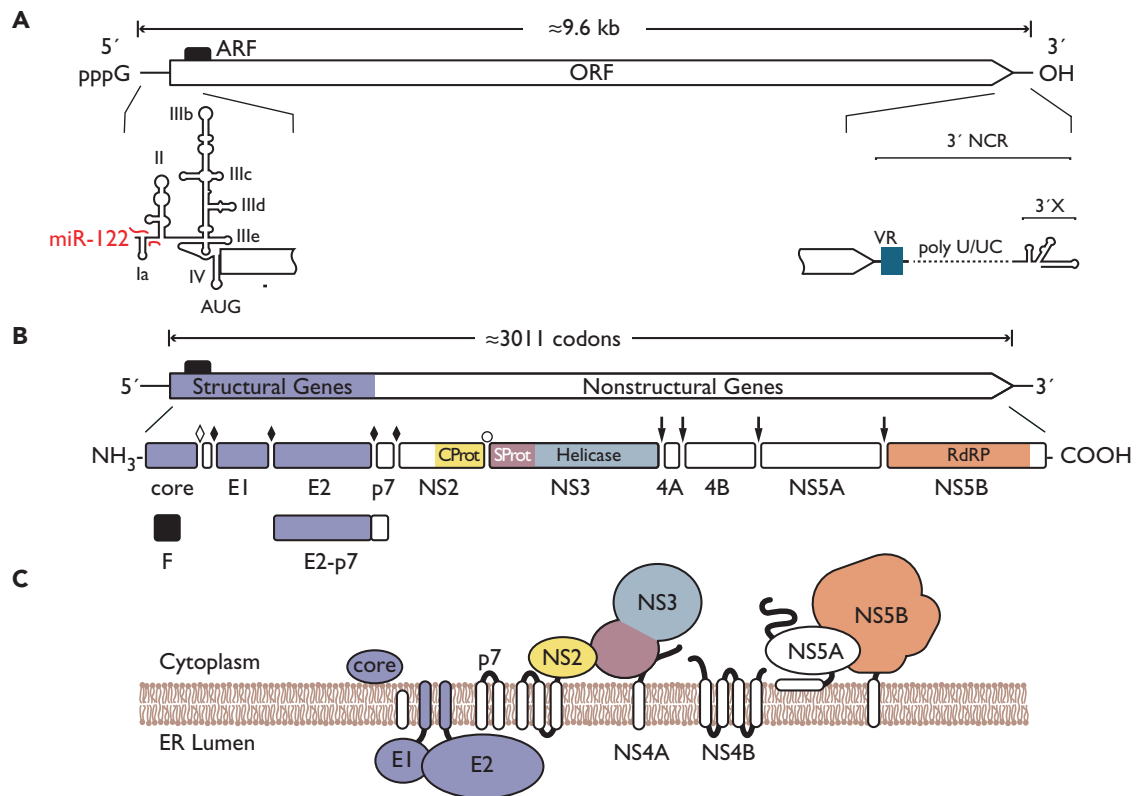 A
≈9.6 kb
5´
ARF
3´
pppG
ORF
OH
IIIb
3´ NCR
II
IIIc
IIId
3´X
miR-122
IIIe
VR
poly U/UC
Ia
IV
AUG
B
≈3011 codons
5´
Structural Genes
Nonstructural Genes
3´
NH3-
CProt
SProt
Helicase
RdRP
COOH
core
E1
E2
p7
NS2
NS3
4A
4B
NS5A
NS5B
F
E2-p7
C
NS3
NS5B
Cytoplasm
core
p7
NS2
NS5A
ER Lumen
E1
E2
NS4A
NS4B